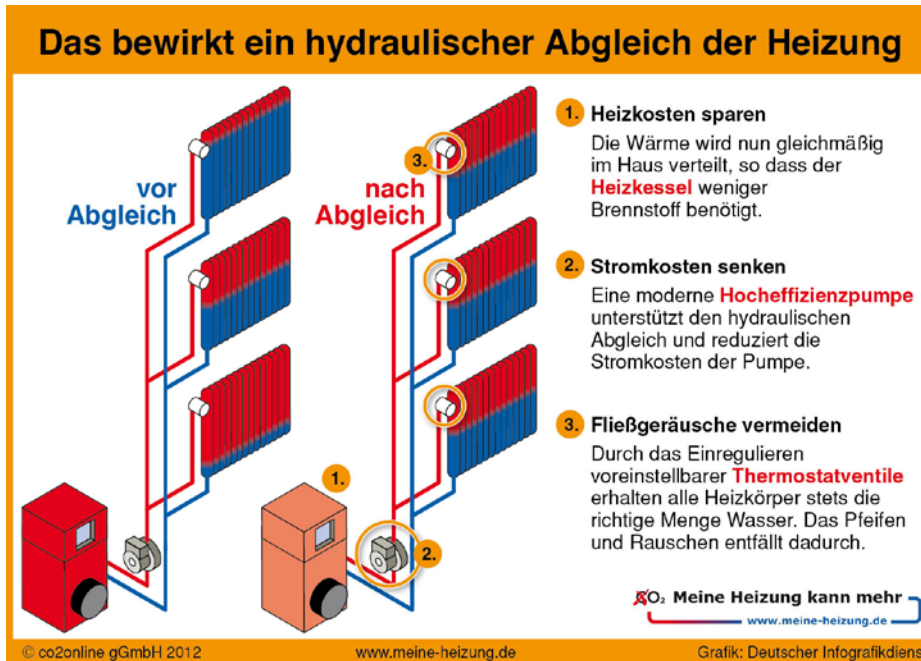 Das bewirkt ein hydraulischer Abgleich der Heizung
vor
Abgleich
nach
Abgleich
3.
1.
2.
1. Heizkosten sparen
Die Wärme wird nun gleichmäßig
im Haus verteilt, so dass der
Heizkessel weniger
Brennstoff benötigt.
2. Stromkosten senken
Eine moderne Hocheffizienzpumpe
unterstützt den hydraulischen
Abgleich und reduziert die
Stromkosten der Pumpe.
3. Fließgeräusche vermeiden
Durch das Einregulieren
voreinstellbarer Thermostatventile
erhalten alle Heizkörper stets die
richtige Menge Wasser. Das Pfeifen
und Rauschen entfällt dadurch.
CO₂ Meine Heizung kann mehr
www.meine-heizung.de
© co2online gGmbH 2012
www.meine-heizung.de
Grafik: Deutscher Infografikdiens